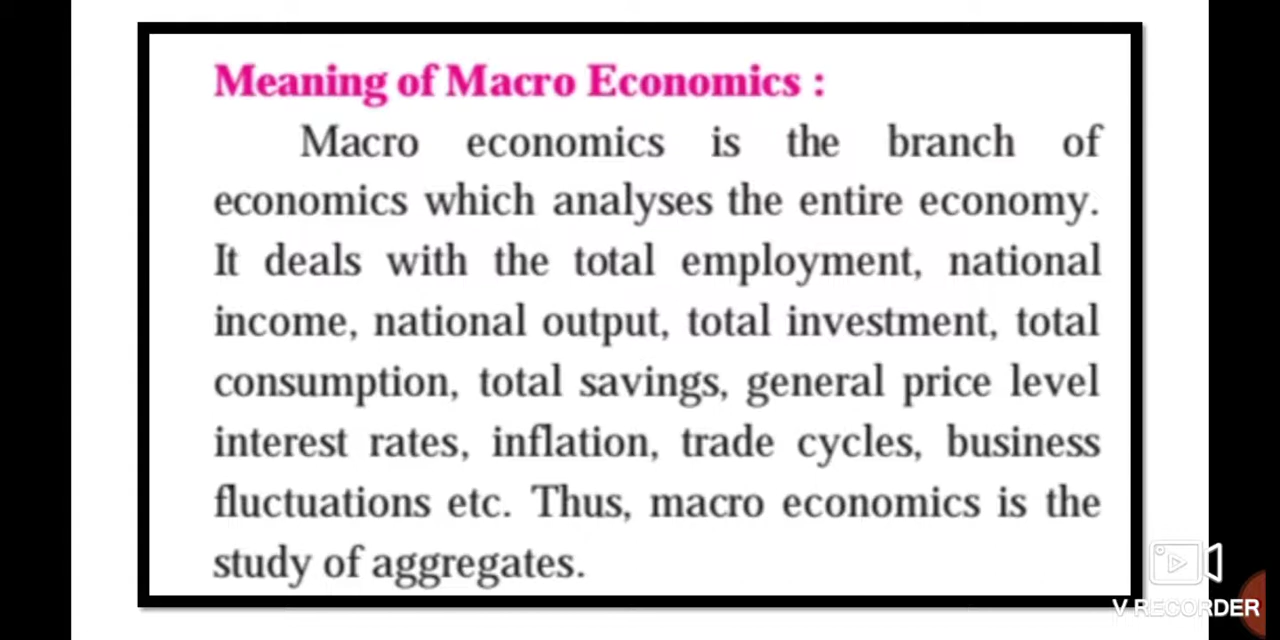 Meaning of Macro Economics :
Macro economics is the branch of
economics which analyses the entire economy.
It deals with the total employment, national
income, national output, total investment, total
consumption, total savings, general price level
interest rates, inflation, trade cycles, business
fluctuations etc. Thus, macro economics is the
study of aggregates.
V RECORDER